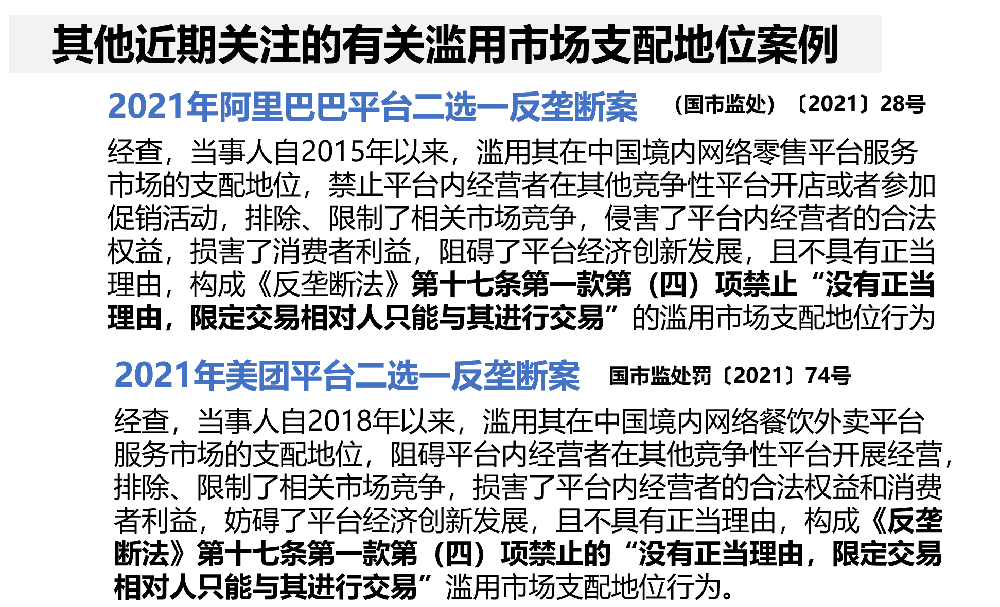 其他近期关注的有关滥用市场支配地位案例
2021年阿里巴巴平台二选一反垄断案 （国市监处）〔2021〕28号
经查，当事人自2015年以来，滥用其在中国境内网络零售平台服务
市场的支配地位，禁止平台内经营者在其他竞争性平台开店或者参加
促销活动，排除、限制了相关市场竞争，侵害了平台内经营者的合法
权益，损害了消费者利益，阻碍了平台经济创新发展，且不具有正当
理由，构成《反垄断法》第十七条第一款第（四）项禁止“没有正当
理由，限定交易相对人只能与其进行交易”的滥用市场支配地位行为
2021年美团平台二选一反垄断案 国市监处罚〔2021〕74号
经查，当事人自2018年以来，滥用其在中国境内网络餐饮外卖平台
服务市场的支配地位，阻碍平台内经营者在其他竞争性平台开展经营，
排除、限制了相关市场竞争，损害了平台内经营者的合法权益和消费
者利益，妨碍了平台经济创新发展，且不具有正当理由，构成《反垄
断法》第十七条第一款第（四）项禁止的“没有正当理由，限定交易
相对人只能与其进行交易”滥用市场支配地位行为。